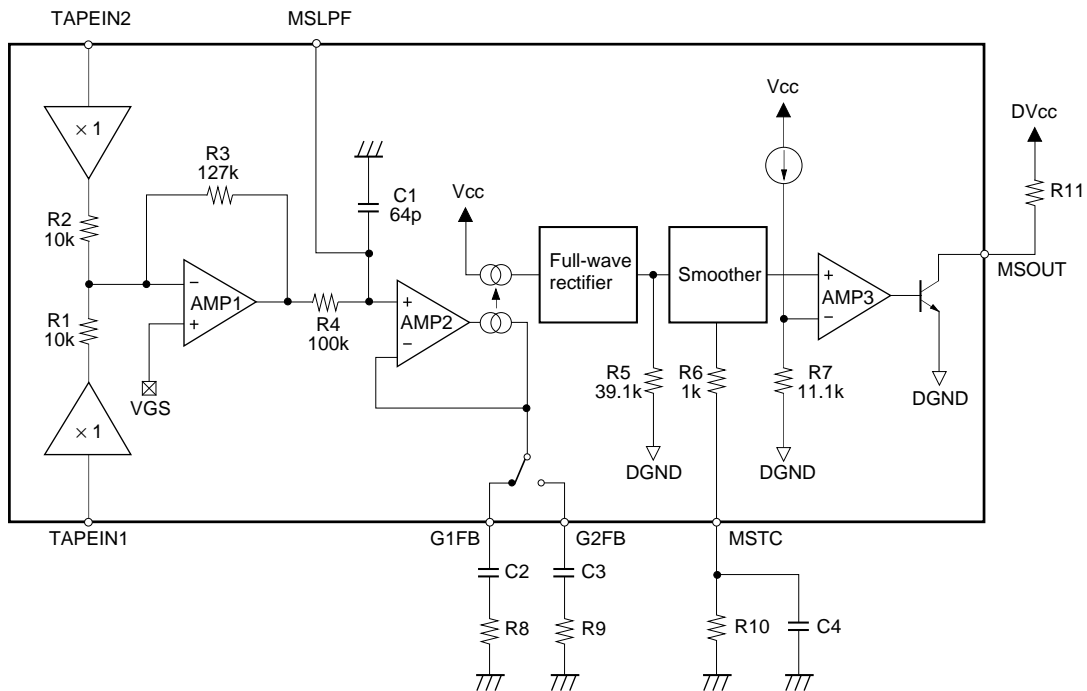 TAPEIN2
MSLPF
× 1
R2
10k
R3
127k
C1
64p
Vcc
Vcc
DVcc
R11
MSOUT
Full-wave
rectifier
Smoother
−
AMP1
+
R4
100k
+
AMP2
−
+
AMP3
−
R1
10k
VGS
R5
39.1k
R6
1k
R7
11.1k
DGND
DGND
DGND
× 1
TAPEIN1
G1FB
G2FB
MSTC
C2
C3
R8
R9
R10
C4